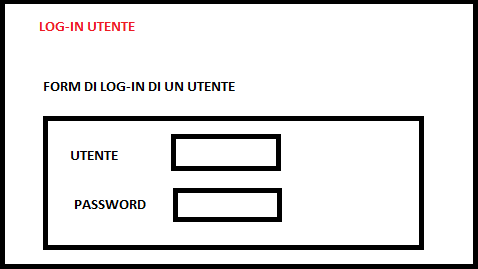 LOG-IN UTENTE
FORM DI LOG-IN DI UN UTENTE
UTENTE
PASSWORD